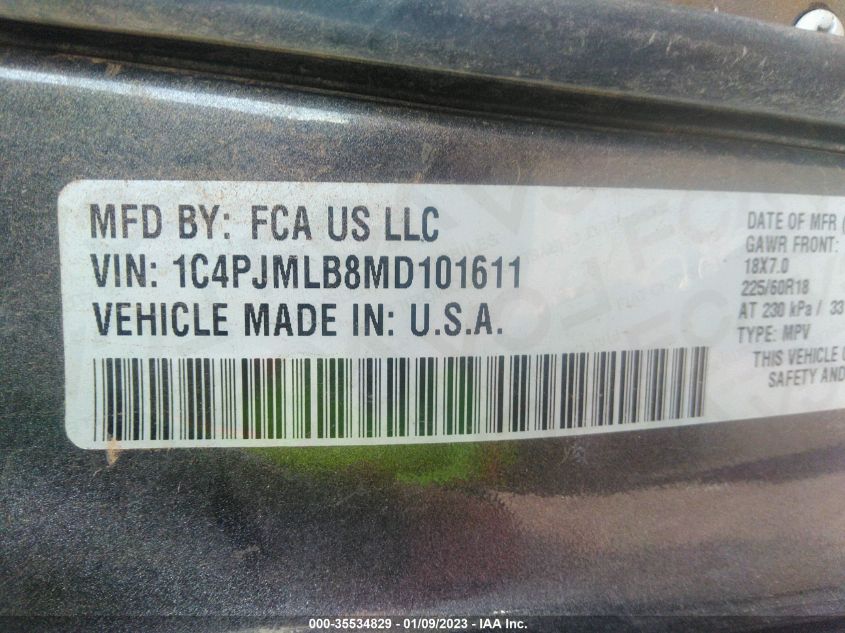 MFD BY: FCA US LLC
VIN: 1C4PJMLB8MD101611
VEHICLE MADE IN: U.S.A.
DATE OF MFR (
GAWR FRONT:
18X7.0
225/60R18
AT 230 kPa / 33
TYPE: MPV
THIS VEHICLE
SAFETY AND
000-35534829 - 01/09/2023 - IAA Inc.